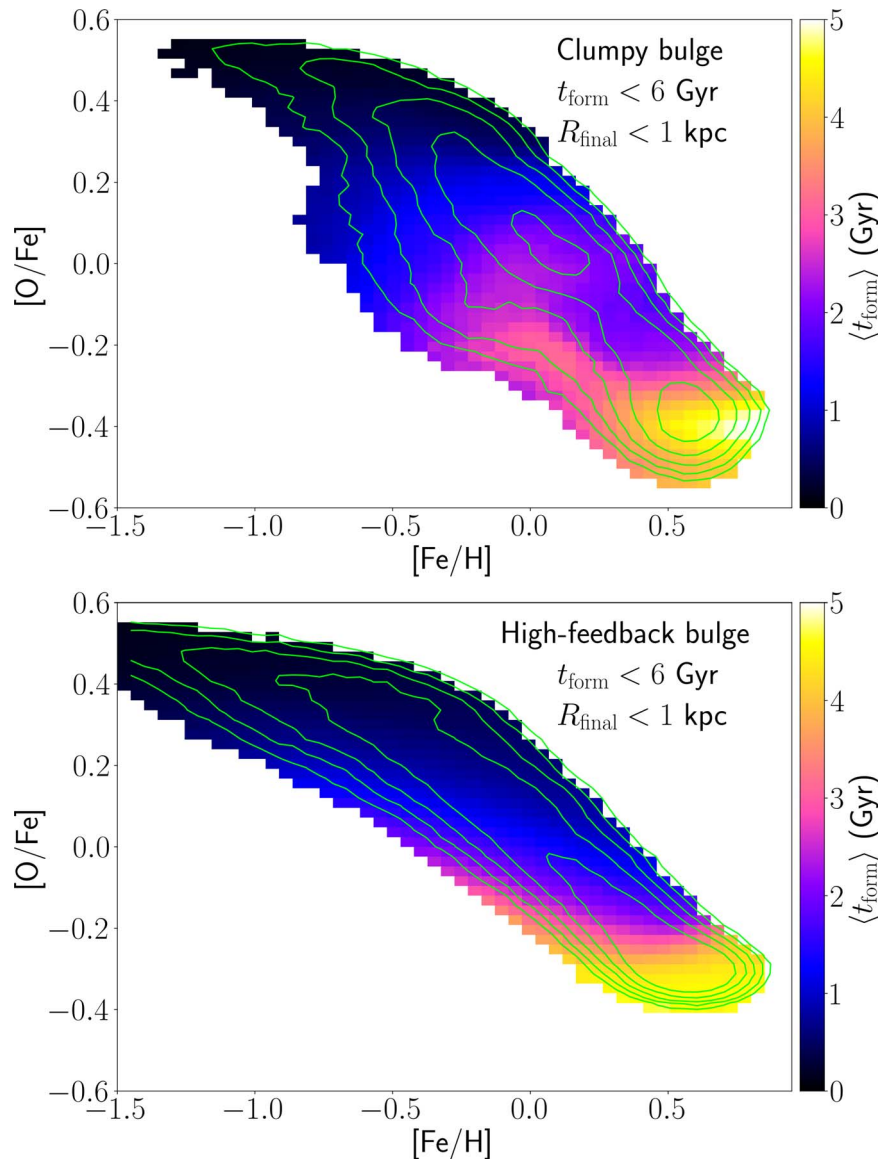 0.6
0.4
0.2
0.0
−0.2
−0.4
−0.6
[O/Fe]
Clumpy bulge
t_form < 6 Gyr
R_final < 1 kpc
−1.5 −1.0 −0.5 0.0 0.5
[Fe/H]
5
4
3
2
1
0
⟨t_form⟩ (Gyr)
0.6
0.4
0.2
0.0
−0.2
−0.4
−0.6
[O/Fe]
High-feedback bulge
t_form < 6 Gyr
R_final < 1 kpc
−1.5 −1.0 −0.5 0.0 0.5
[Fe/H]
5
4
3
2
1
0
⟨t_form⟩ (Gyr)